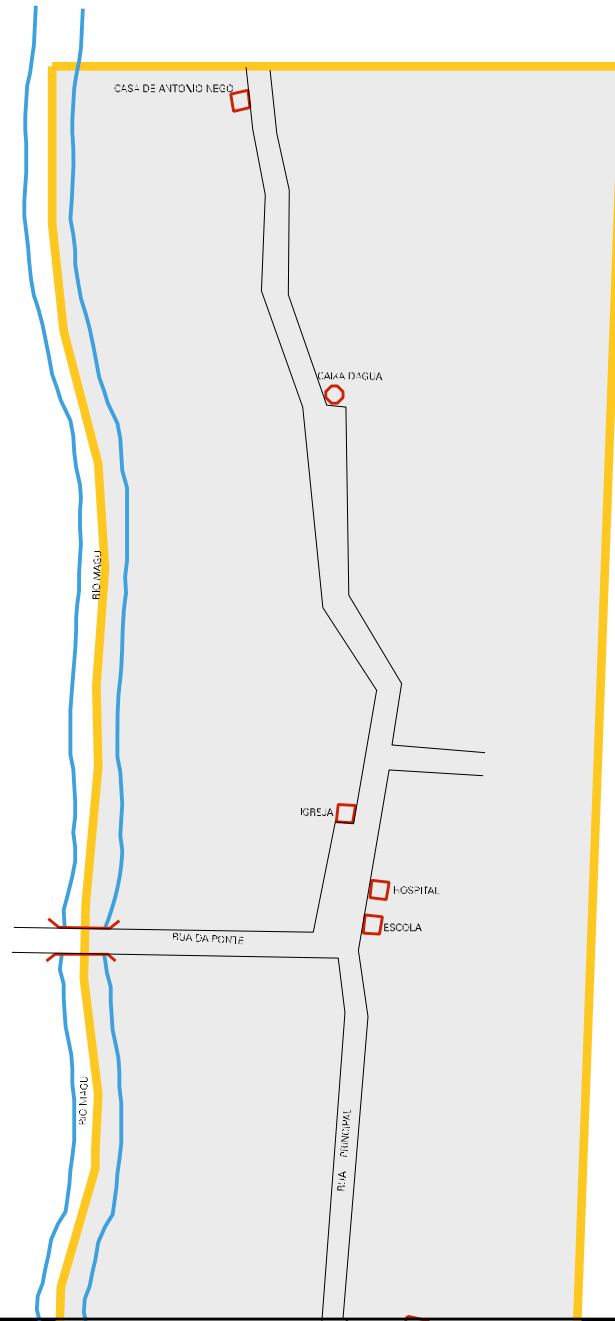 CASA DE ANTONIO NEGO
CAIXA DAGUA
RIO MAGU
IGREJA
HOSPITAL
ESCOLA
RUA DA PONTE
RIO MAGU
RUA PRINCIPAL